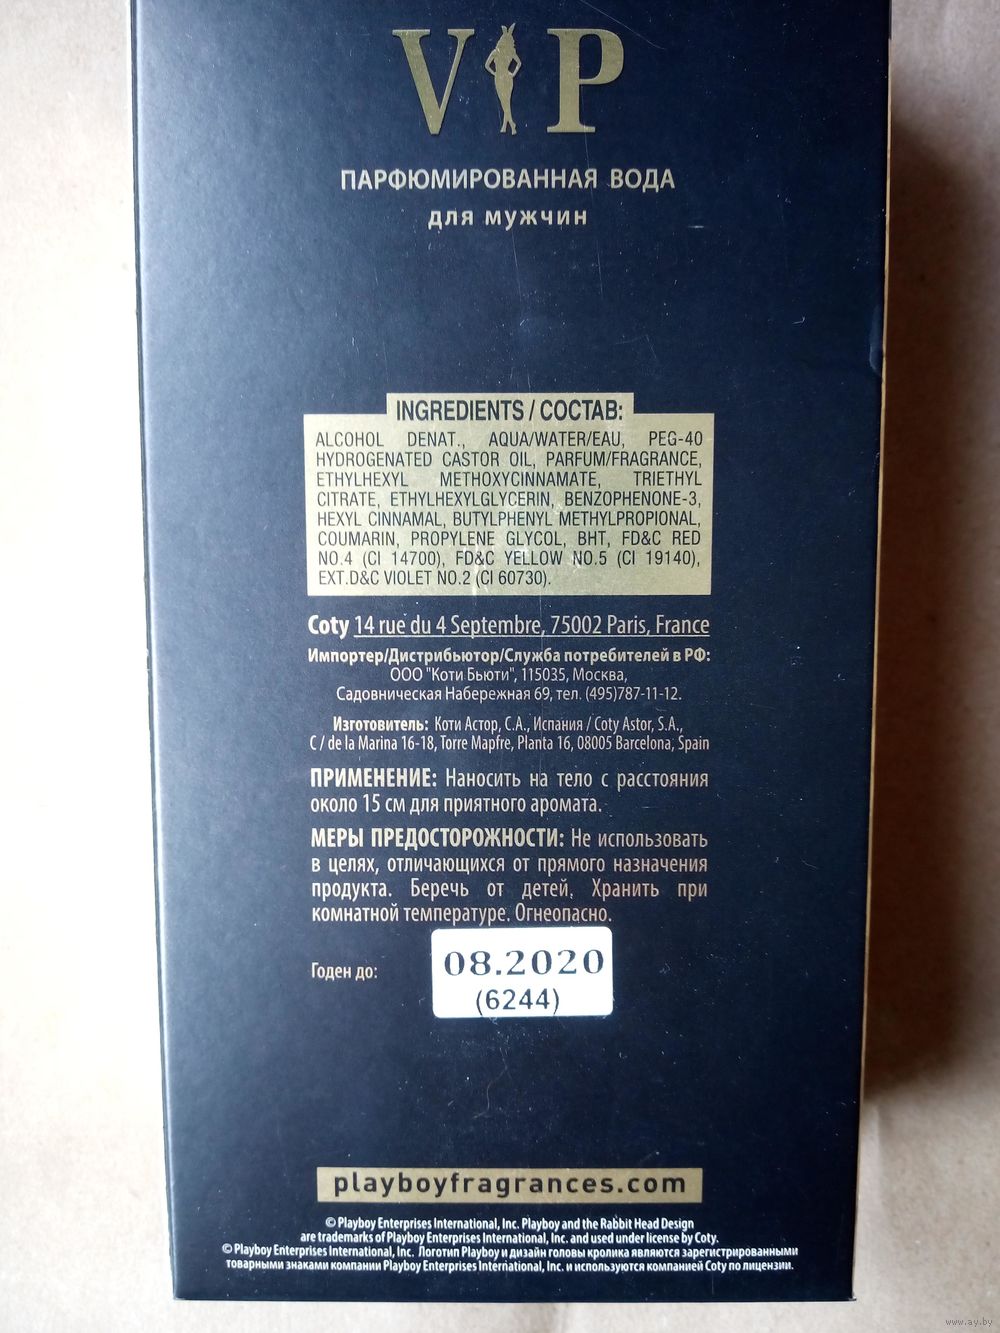 VIP
ПАРФЮМИРОВАННАЯ ВОДА
ДЛЯ МУЖЧИН
INGREDIENTS / СОСТАВ:
ALCOHOL DENAT., AQUA/WATER/EAU, PEG-40
HYDROGENATED CASTOR OIL, PARFUM/FRAGRANCE,
ETHYLHEXYL METHOXYCINNAMATE, TRIETHYL
CITRATE, ETHYLHEXYLGLYCERIN, BENZOPHENONE-3,
HEXYL CINNAMAL, BUTYLPHENYL METHYLPROPIONAL,
COUMARIN, PROPYLENE GLYCOL, BHT, FD&C RED
NO.4 (CI 14700), FD&C YELLOW NO.5 (CI 19140),
EXT.D&C VIOLET NO.2 (CI 60730).
Coty 14 rue du 4 Septembre, 75002 Paris, France
Импортер/Дистрибьютор/Служба потребителей в РФ:
ООО "Коти Бьюти", 115035, Москва,
Садовническая Набережная 69, тел. (495)787-11-12.
Изготовитель: Коти Астор, С.А., Испания / Coty Astor, S.A.,
C / de la Marina 16-18, Torre Mapfre, Planta 16, 08005 Barcelona, Spain
ПРИМЕНЕНИЕ: Наносить на тело с расстояния
около 15 см для приятного аромата.
МЕРЫ ПРЕДОСТОРОЖНОСТИ: Не использовать
в целях, отличающихся от прямого назначения
продукта. Беречь от детей. Хранить при
комнатной температуре. Огнеопасно.
Годен до:
08.2020
(6244)
playboyfragrances.com
© Playboy Enterprises International, Inc. Playboy and the Rabbit Head Design
are trademarks of Playboy Enterprises International, Inc. and used under license by Coty.
© Playboy Enterprises International, Inc. Логотип Playboy и дизайн головы кролика являются зарегистрированными
товарными знаками компании Playboy Enterprises International, Inc. и используются компанией Coty по лицензии.
www.ay.by